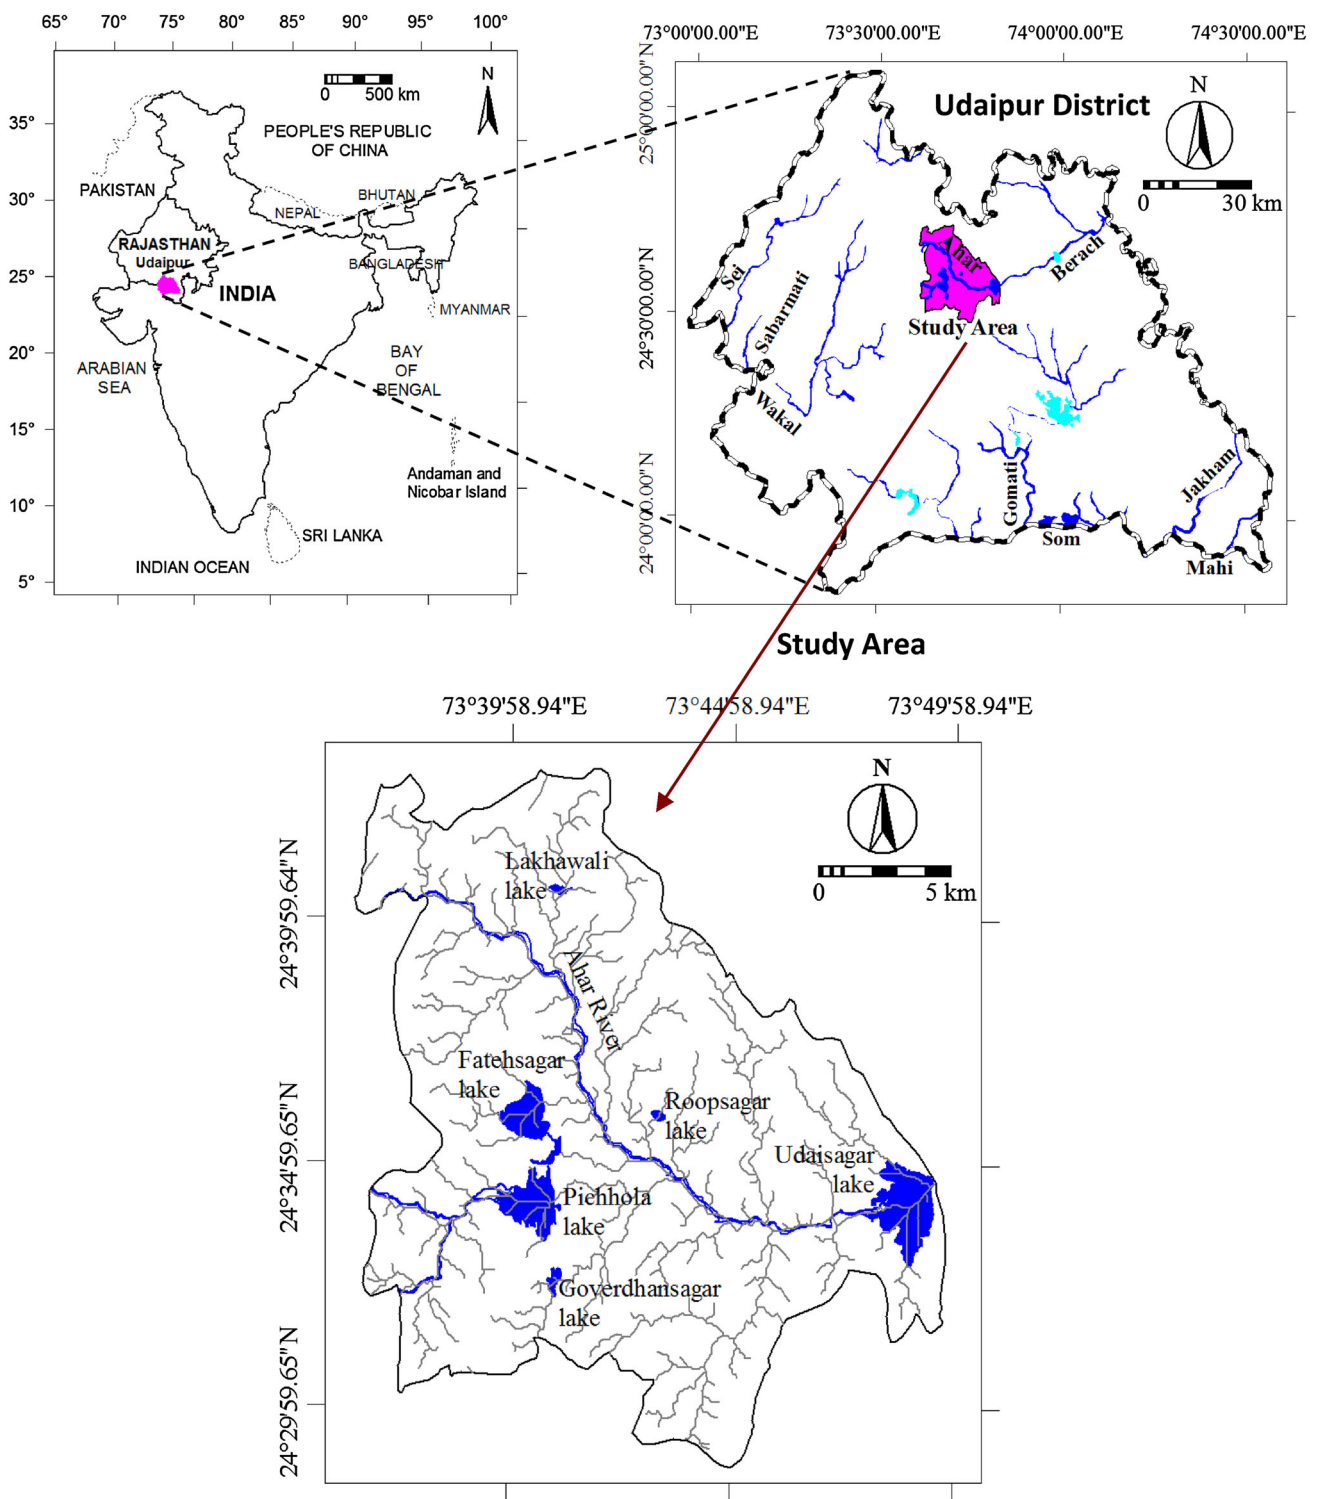 65° 70° 75° 80° 85° 90° 95° 100°
35°
30°
25°
20°
15°
10°
5°
0 500 km
N
PEOPLE'S REPUBLIC
OF CHINA
PAKISTAN
NEPAL
BHUTAN
RAJASTHAN
Udaipur
BANGLADESH
INDIA
MYANMAR
ARABIAN
SEA
BAY
OF
BENGAL
Andaman and
Nicobar Island
SRI LANKA
INDIAN OCEAN
73°00'00.00"E 73°30'00.00"E 74°00'00.00"E 74°30'00.00"E
25°00'00.00"N
24°30'00.00"N
24°00'00.00"N
Udaipur District
N
0 30 km
Ahar
Berach
Sei
Sabarmati
Study Area
Wakal
Gomati
Jakham
Som
Mahi
Study Area
73°39'58.94"E 73°44'58.94"E 73°49'58.94"E
24°39'59.64"N
24°34'59.65"N
24°29'59.65"N
N
0 5 km
Lakhawali
lake
Ahar River
Fatehsagar
lake
Roopsagar
lake
Udaisagar
lake
Pichhola
lake
Goverdhansagar
lake